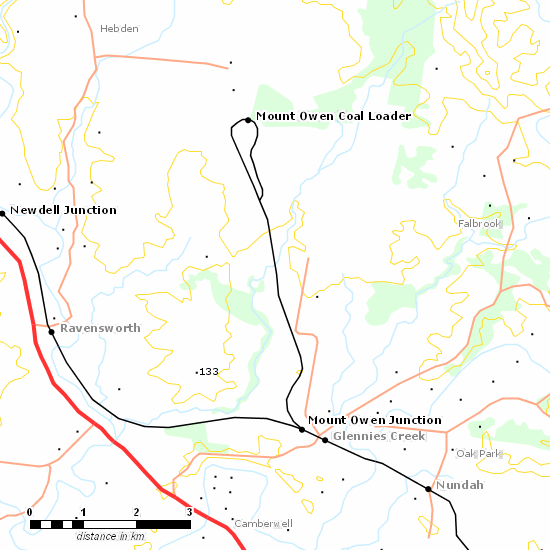 Hebden
Mount Owen Coal Loader
Newdell Junction
Falbrook
Ravensworth
133
Mount Owen Junction
Glennies Creek
Oak Park
Nundah
0 1 2 3
Camberwell
distance in km